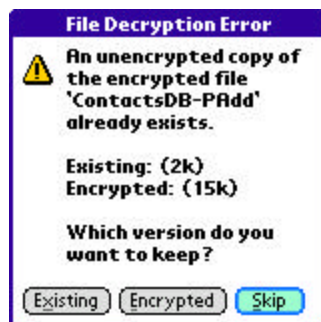 File Decryption Error
An unencrypted copy of
the encrypted file
'ContactsDB-PAdd'
already exists.
Existing: (2k)
Encrypted: (15k)
Which version do you
want to keep?
Existing Encrypted Skip